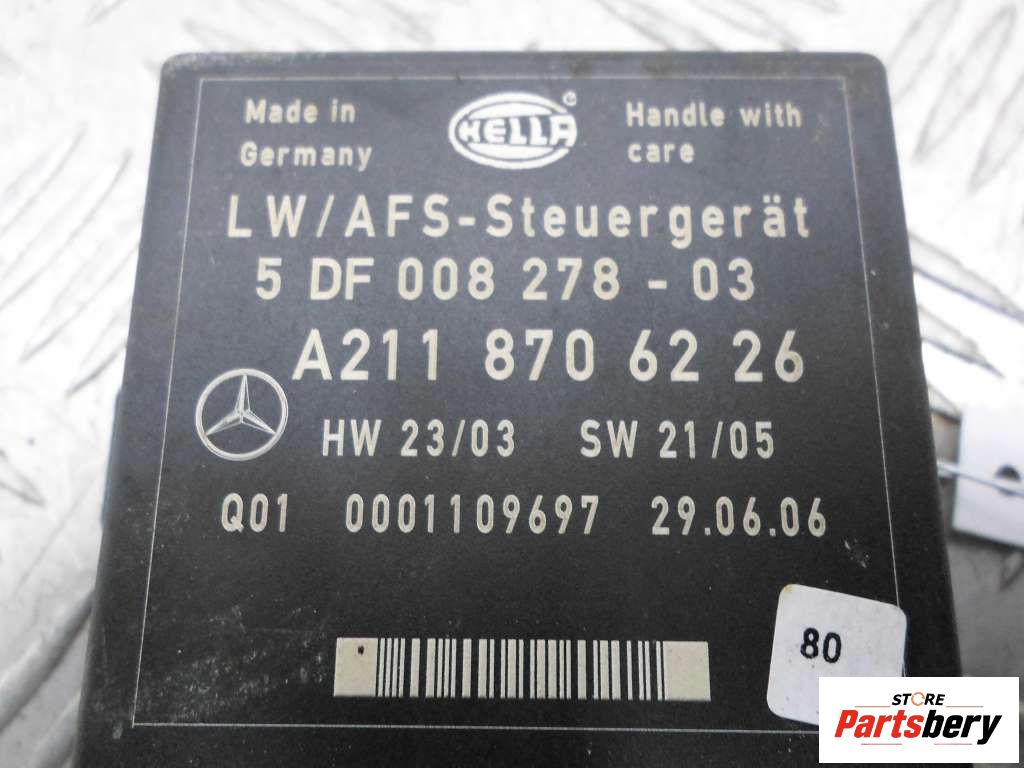 Made in
Germany
HELLA
Handle with
care
LW/AFS-Steuergerät
5 DF 008 278 - 03
A211 870 62 26
HW 23/03 SW 21/05
Q01 0001109697 29.06.06
80
STORE
Partsbery